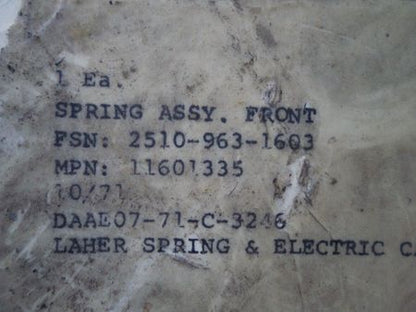 1 Ea
SPRING ASSY. FRONT
FSN: 2510-963-1603
MPN: 11601335
10/71
DAAE07-71-C-3246
LAHER SPRING & ELECTRIC